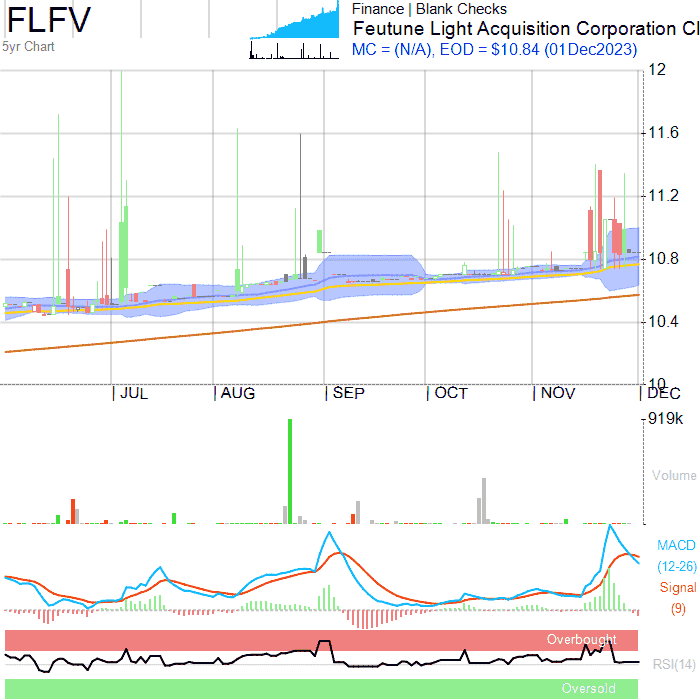 FLFV
5yr Chart
Finance | Blank Checks
Feutune Light Acquisition Corporation Cl
MC = (N/A), EOD = $10.84 (01Dec2023)
12
11.6
11.2
10.8
10.4
10
JUL AUG SEP OCT NOV DEC
919k
Volume
MACD
(12-26)
Signal
(9)
Overbought
RSI(14)
Oversold